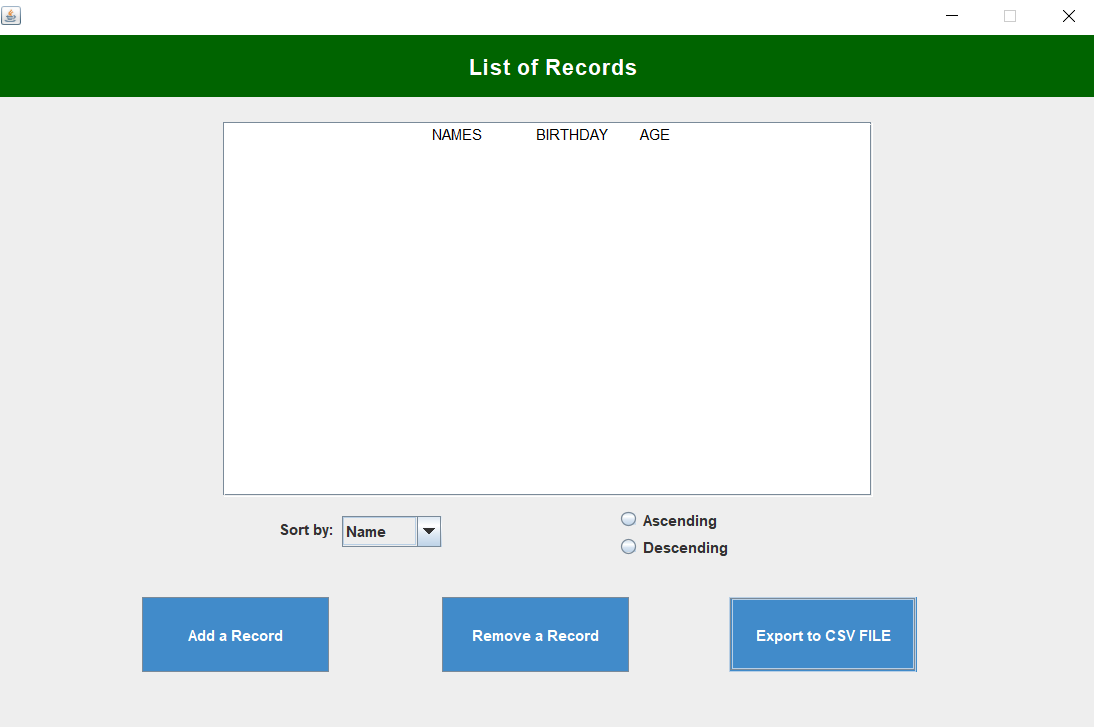 List of Records
NAMES BIRTHDAY AGE
Sort by: Name
Ascending
Descending
Add a Record Remove a Record Export to CSV FILE